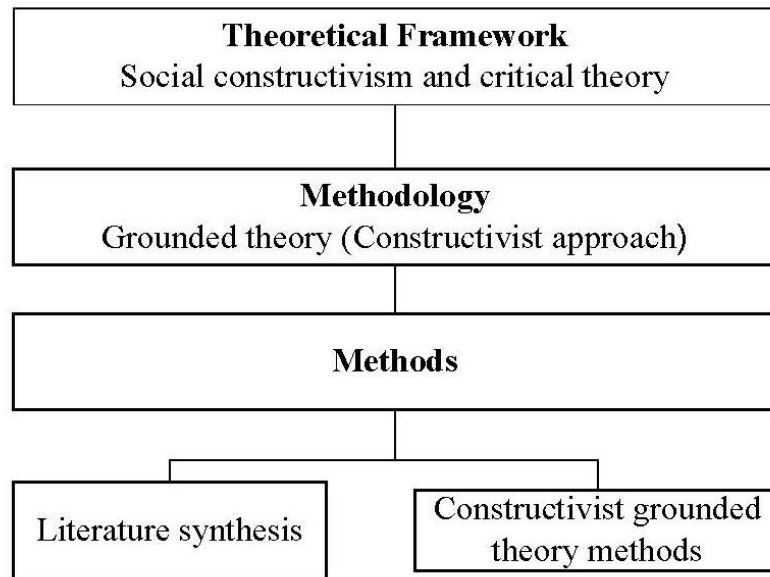 Theoretical Framework
Social constructivism and critical theory
Methodology
Grounded theory (Constructivist approach)
Methods
Literature synthesis
Constructivist grounded
theory methods